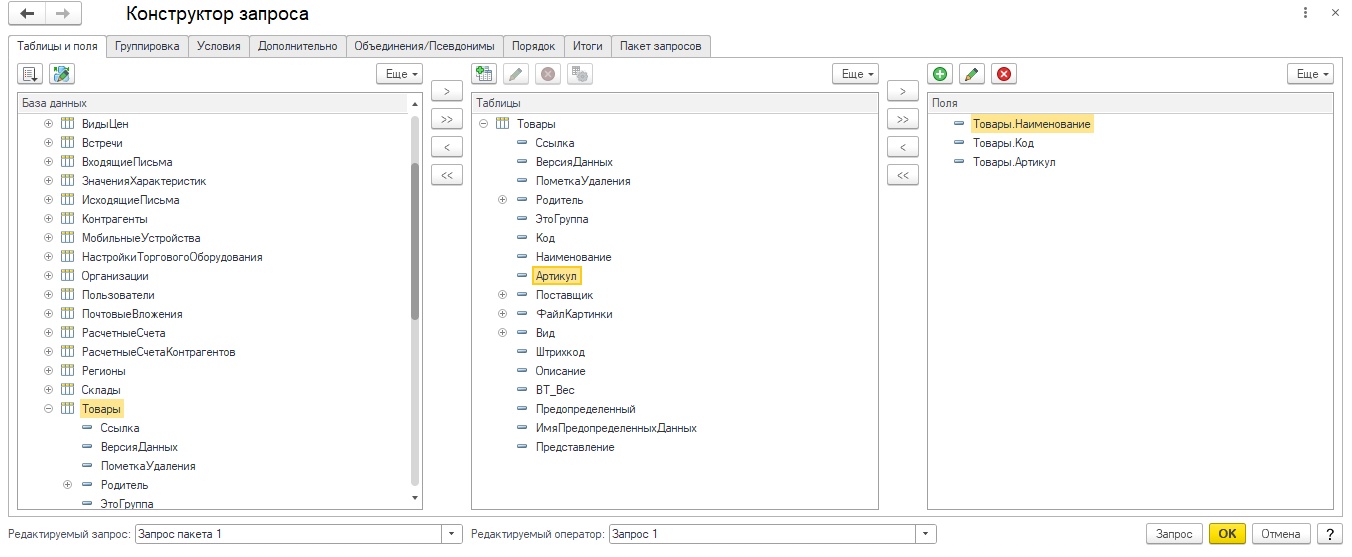 Конструктор запроса
Таблицы и поля Группировка Условия Дополнительно Объединения/Псевдонимы Порядок Итоги Пакет запросов
Еще
База данных
ВидыЦен
Встречи
ВходящиеПисьма
ЗначенияХарактеристик
ИсходящиеПисьма
Контрагенты
МобильныеУстройства
НастройкиТорговогоОборудования
Организации
Пользователи
ПочтовыеВложения
РасчетныеСчета
РасчетныеСчетаКонтрагентов
Регионы
Склады
Товары
Ссылка
ВерсияДанных
ПометкаУдаления
Родитель
ЭтоГруппа
>
>>
<
<<
Еще
Таблицы
Товары
Ссылка
ВерсияДанных
ПометкаУдаления
Родитель
ЭтоГруппа
Код
Наименование
Артикул
Поставщик
ФайлКартинки
Вид
Штрихкод
Описание
ВТ_Вес
Предопределенный
ИмяПредопределенныхДанных
Представление
>
>>
<
<<
Еще
Поля
Товары.Наименование
Товары.Код
Товары.Артикул
Редактируемый запрос: Запрос пакета 1 Редактируемый оператор: Запрос 1 Запрос OK Отмена ?